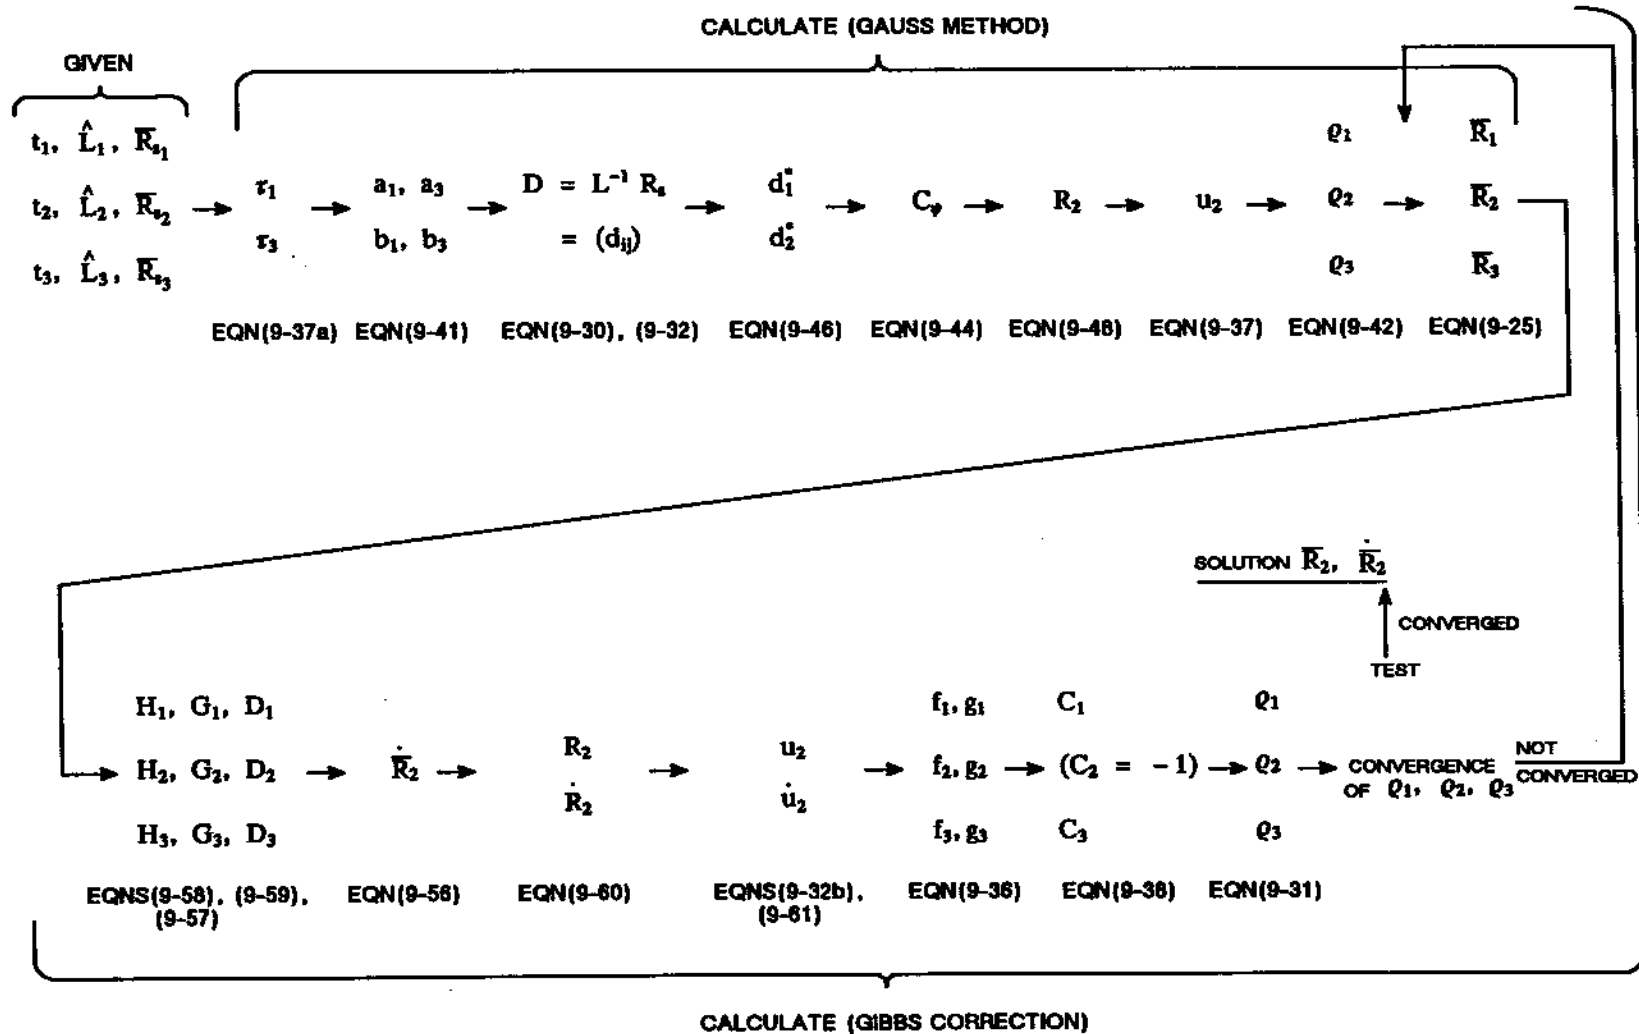 CALCULATE (GAUSS METHOD)
GIVEN
t₁, L̂₁, R̅ₛ₁
t₂, L̂₂, R̅ₛ₂
t₃, L̂₃, R̅ₛ₃
τ₁
τ₃
a₁, a₃
b₁, b₃
D = L⁻¹ Rₛ
= (dᵢⱼ)
d₁*
d₂*
Cᵩ
R₂
u₂
ϱ₁
ϱ₂
ϱ₃
R̅₁
R̅₂
R̅₃
EQN(9-37a) EQN(9-41) EQN(9-30), (9-32) EQN(9-46) EQN(9-44) EQN(9-48) EQN(9-37) EQN(9-42) EQN(9-25)
SOLUTION R̅₂, Ṙ̅₂
CONVERGED
TEST
H₁, G₁, D₁
H₂, G₂, D₂
H₃, G₃, D₃
Ṙ̅₂
R₂
Ṙ₂
u₂
u̇₂
f₁, g₁
f₂, g₂
f₃, g₃
C₁
(C₂ = -1)
C₃
ϱ₁
ϱ₂
ϱ₃
CONVERGENCE
OF ϱ₁, ϱ₂, ϱ₃
NOT
CONVERGED
EQNS(9-58), (9-59),
(9-57)
EQN(9-56)
EQN(9-60)
EQNS(9-32b),
(9-61)
EQN(9-36)
EQN(9-38)
EQN(9-31)
CALCULATE (GIBBS CORRECTION)